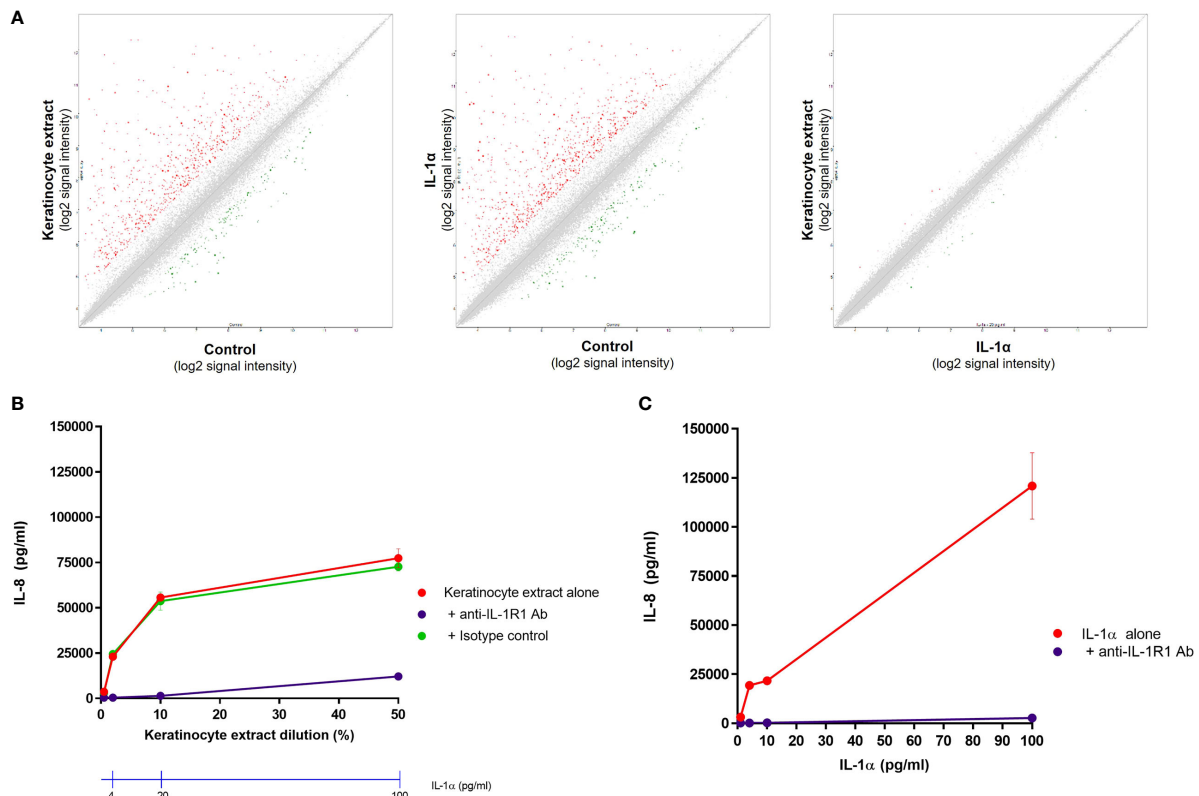 A
Keratinocyte extract
(log2 signal intensity)
Control
(log2 signal intensity)
IL-1α
(log2 signal intensity)
Control
(log2 signal intensity)
Keratinocyte extract
(log2 signal intensity)
IL-1α
(log2 signal intensity)
B
IL-8 (pg/ml)
150000
125000
100000
75000
50000
25000
0
0 10 20 30 40 50
Keratinocyte extract dilution (%)
Keratinocyte extract alone
+ anti-IL-1R1 Ab
+ Isotype control
4 20 100
IL-1α (pg/ml)
C
IL-8 (pg/ml)
150000
125000
100000
75000
50000
25000
0
0 10 20 30 40 50 60 70 80 90 100
IL-1α (pg/ml)
IL-1α alone
+ anti-IL-1R1 Ab